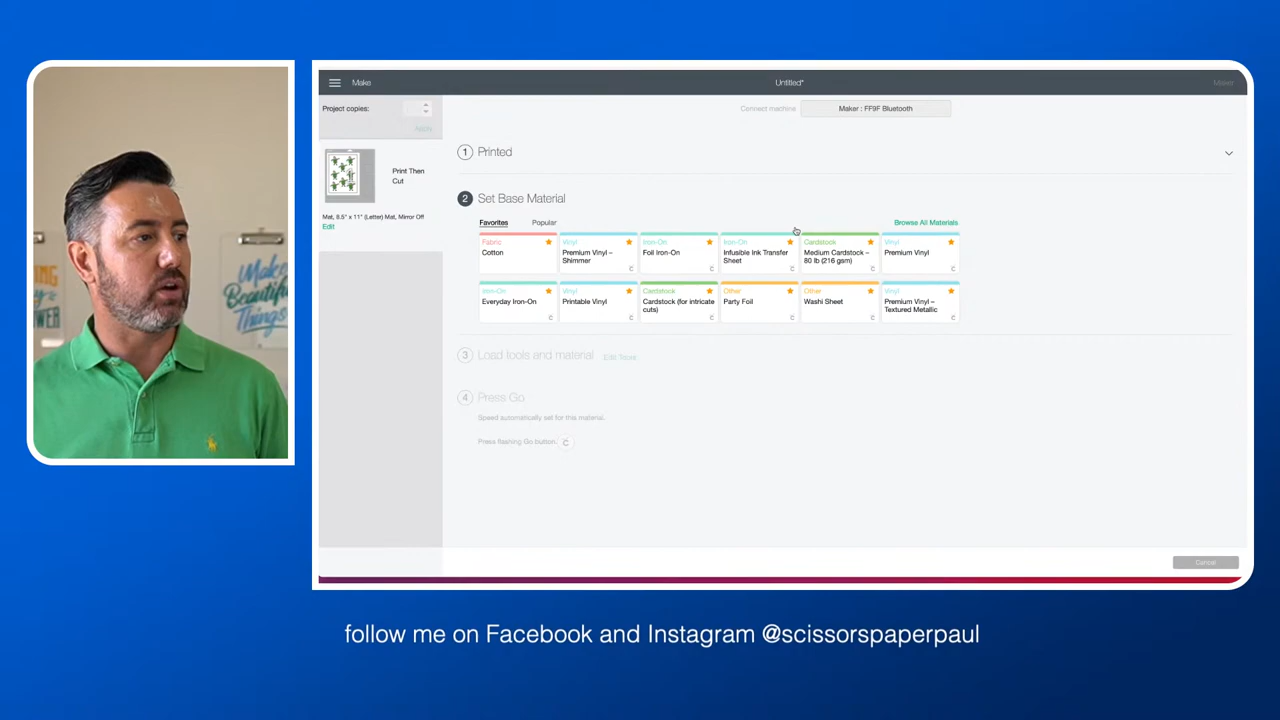 Make
Untitled*
Maker
Project copies:
Apply
Connect machine
Maker : FF9F Bluetooth
1 Printed
Print Then
Cut
Mat, 8.5" x 11" (Letter) Mat, Mirror Off
Edit
2 Set Base Material
Favorites Popular Browse All Materials
Fabric
Cotton
Vinyl
Premium Vinyl –
Shimmer
Iron-On
Foil Iron-On
Iron-On
Infusible Ink Transfer
Sheet
Cardstock
Medium Cardstock –
80 lb (216 gsm)
Vinyl
Premium Vinyl
Iron-On
Everyday Iron-On
Vinyl
Printable Vinyl
Cardstock
Cardstock (for intricate
cuts)
Other
Party Foil
Other
Washi Sheet
Vinyl
Premium Vinyl –
Textured Metallic
3 Load tools and material
4 Press Go
Speed automatically set for this material.
Press flashing Go button.
Cancel
Make
Beautiful
Things
follow me on Facebook and Instagram @scissorspaperpaul